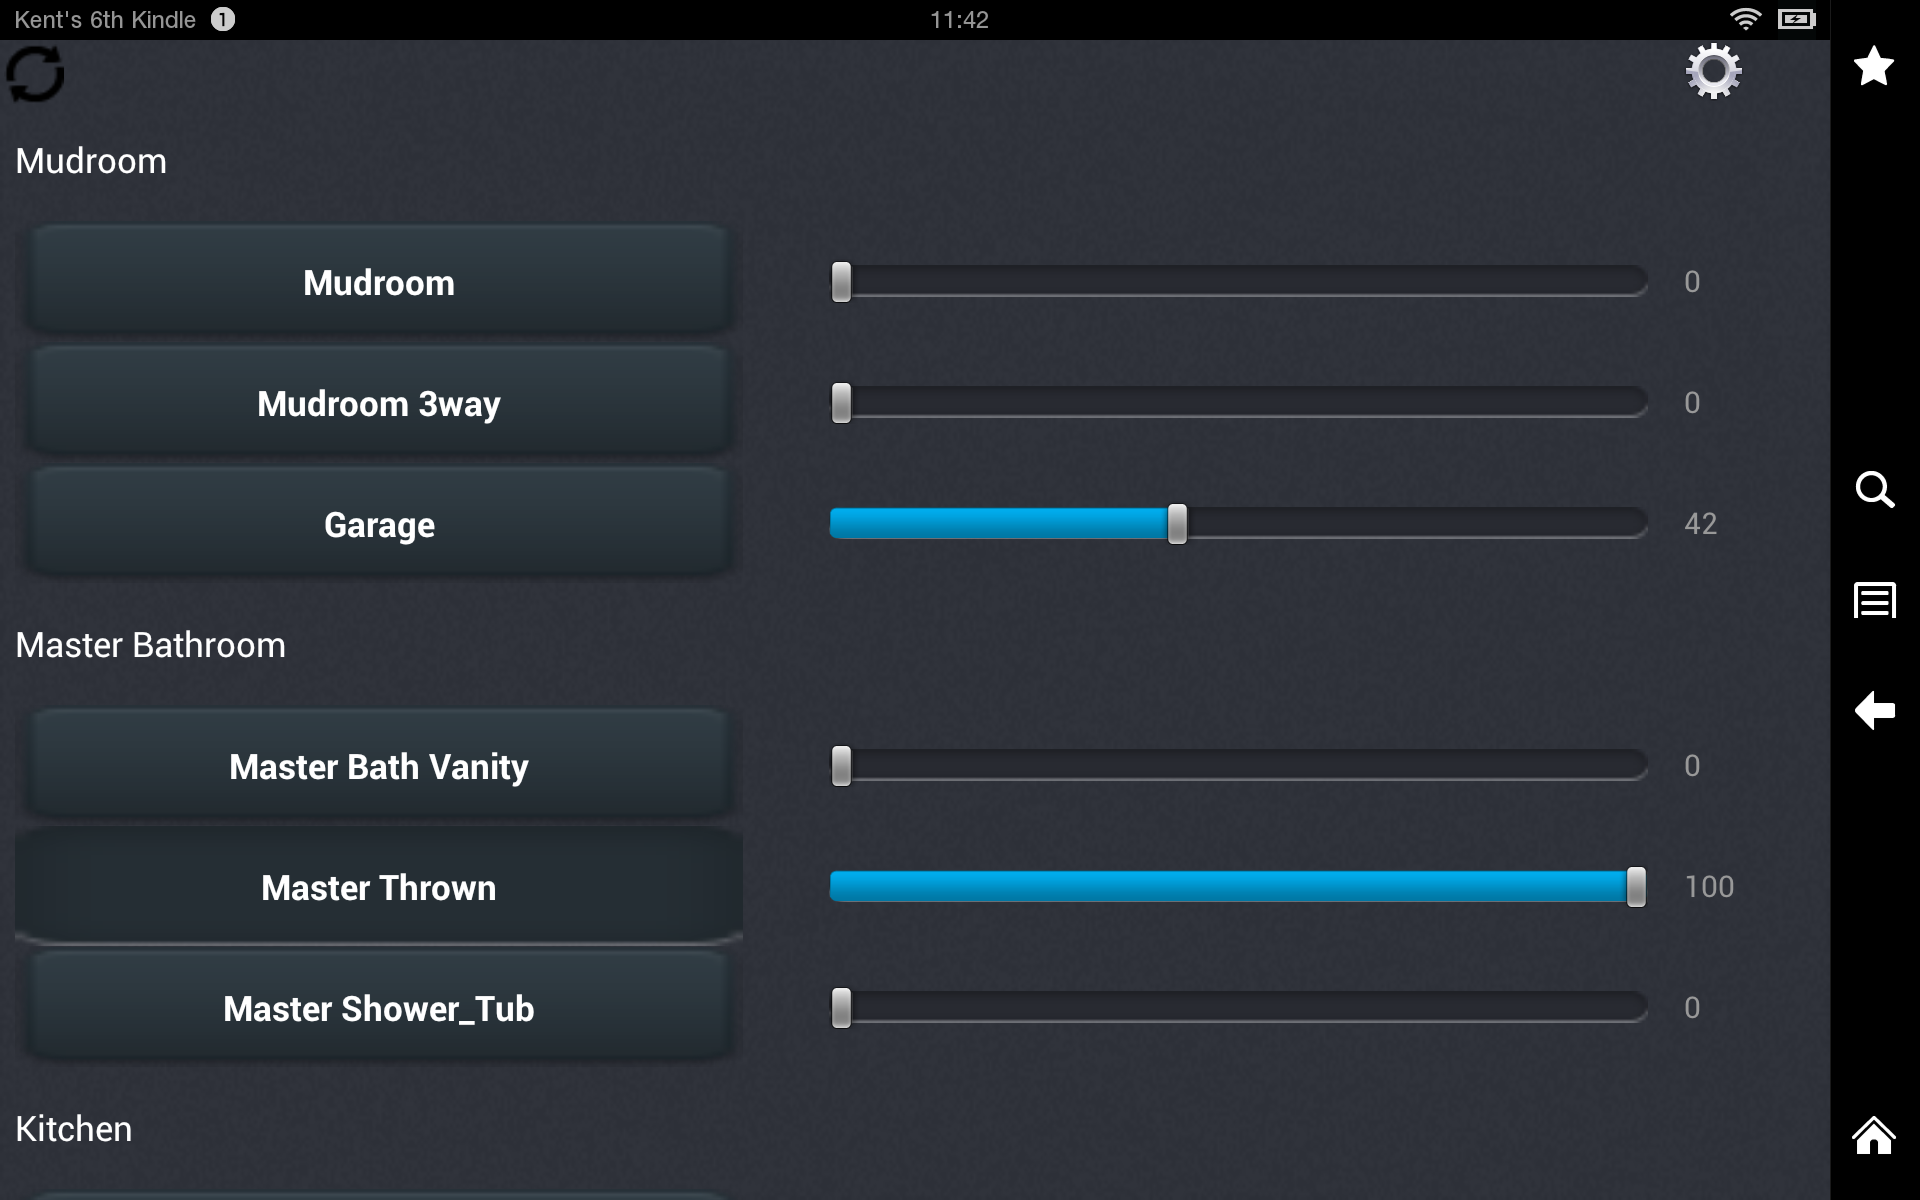 Kent's 6th Kindle 1 11:42
Mudroom
Mudroom 0
Mudroom 3way 0
Garage 42
Master Bathroom
Master Bath Vanity 0
Master Thrown 100
Master Shower_Tub 0
Kitchen